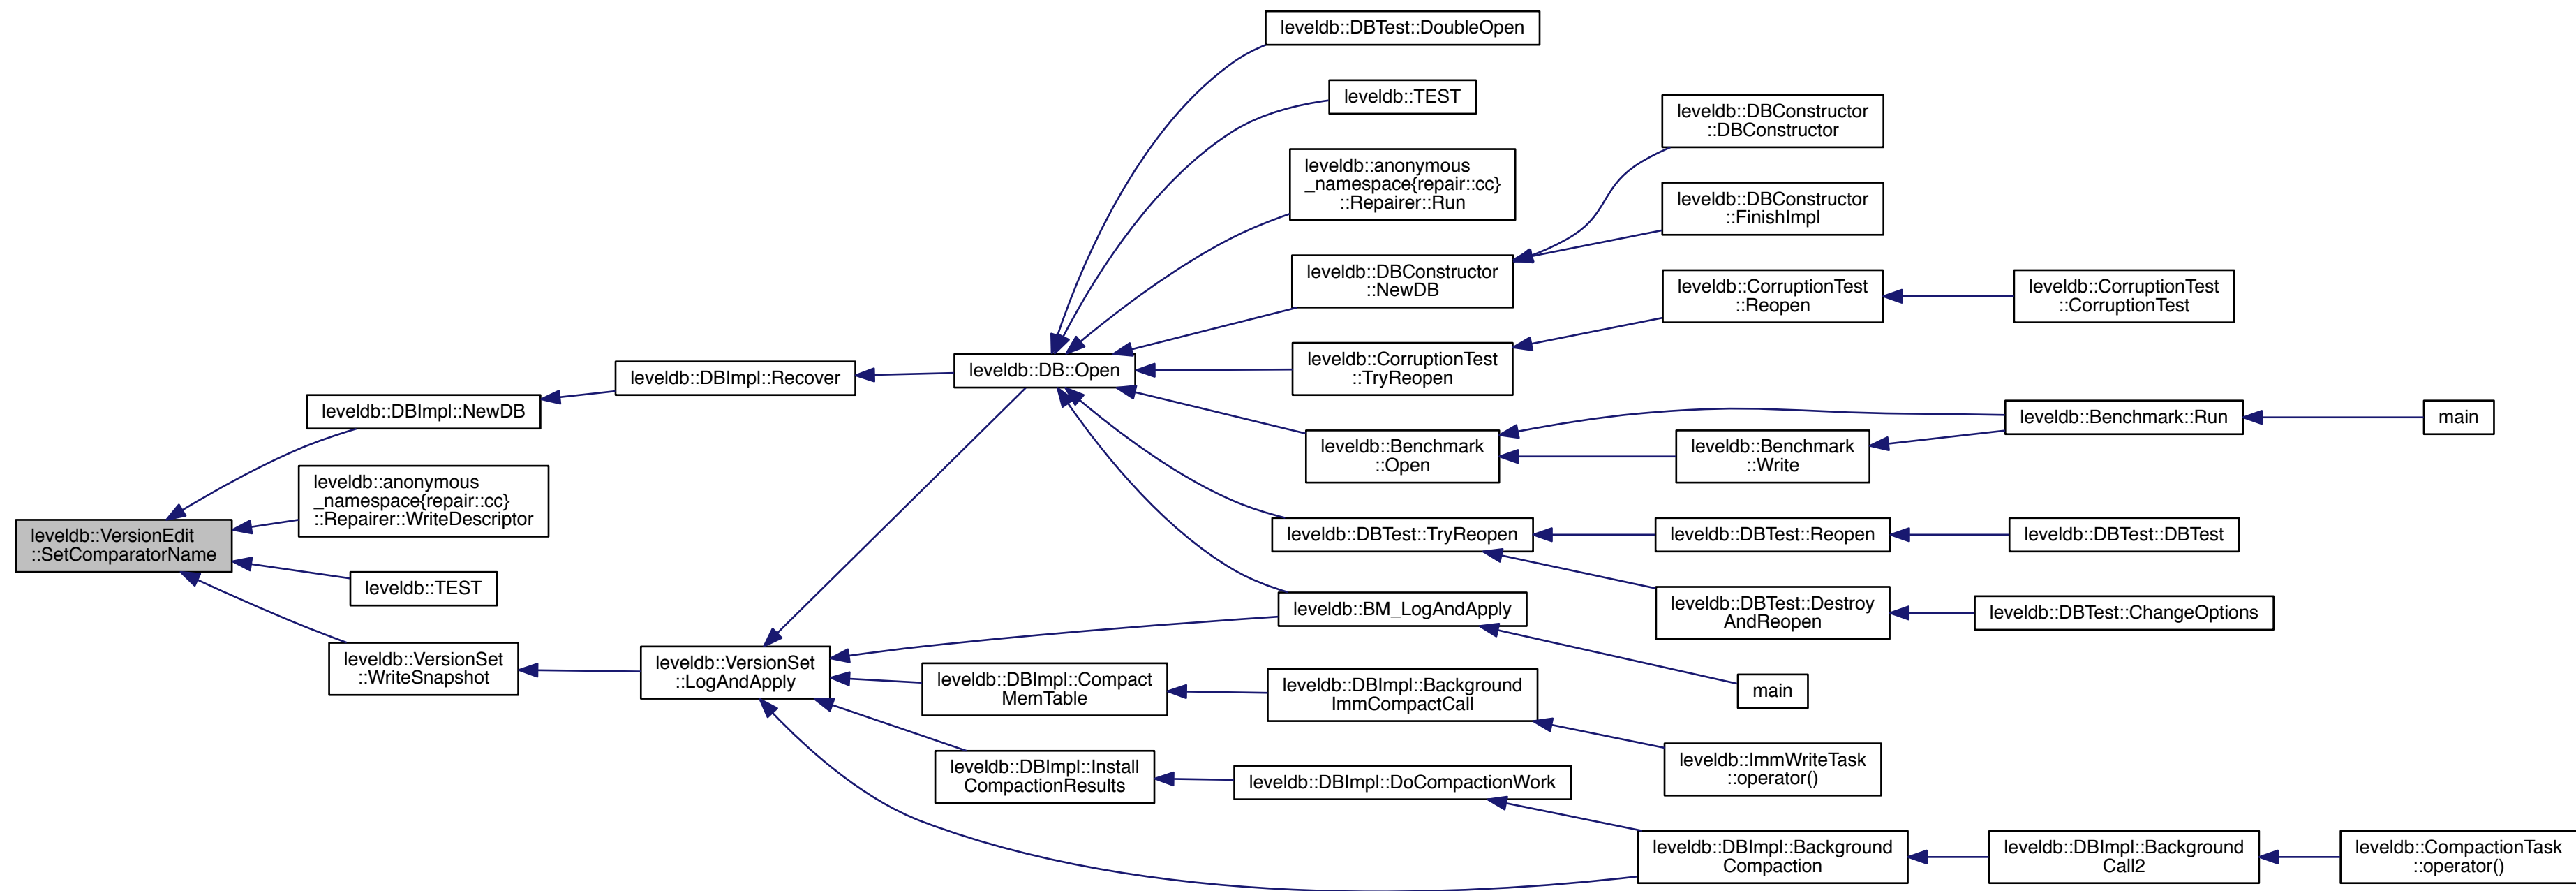 leveldb::DBTest::DoubleOpen
leveldb::TEST
leveldb::DBConstructor
::DBConstructor
leveldb::anonymous
_namespace{repair::cc}
::Repairer::Run
leveldb::DBConstructor
::FinishImpl
leveldb::DBConstructor
::NewDB
leveldb::CorruptionTest
::Reopen
leveldb::CorruptionTest
::CorruptionTest
leveldb::DBImpl::Recover
leveldb::DB::Open
leveldb::CorruptionTest
::TryReopen
leveldb::DBImpl::NewDB
leveldb::Benchmark
::Open
leveldb::Benchmark
::Write
leveldb::Benchmark::Run
main
leveldb::anonymous
_namespace{repair::cc}
::Repairer::WriteDescriptor
leveldb::VersionEdit
::SetComparatorName
leveldb::DBTest::TryReopen
leveldb::DBTest::Reopen
leveldb::DBTest::DBTest
leveldb::TEST
leveldb::BM_LogAndApply
leveldb::DBTest::Destroy
AndReopen
leveldb::DBTest::ChangeOptions
leveldb::VersionSet
::WriteSnapshot
leveldb::VersionSet
::LogAndApply
leveldb::DBImpl::Compact
MemTable
leveldb::DBImpl::Background
ImmCompactCall
main
leveldb::DBImpl::Install
CompactionResults
leveldb::DBImpl::DoCompactionWork
leveldb::ImmWriteTask
::operator()
leveldb::DBImpl::Background
Compaction
leveldb::DBImpl::Background
Call2
leveldb::CompactionTask
::operator()